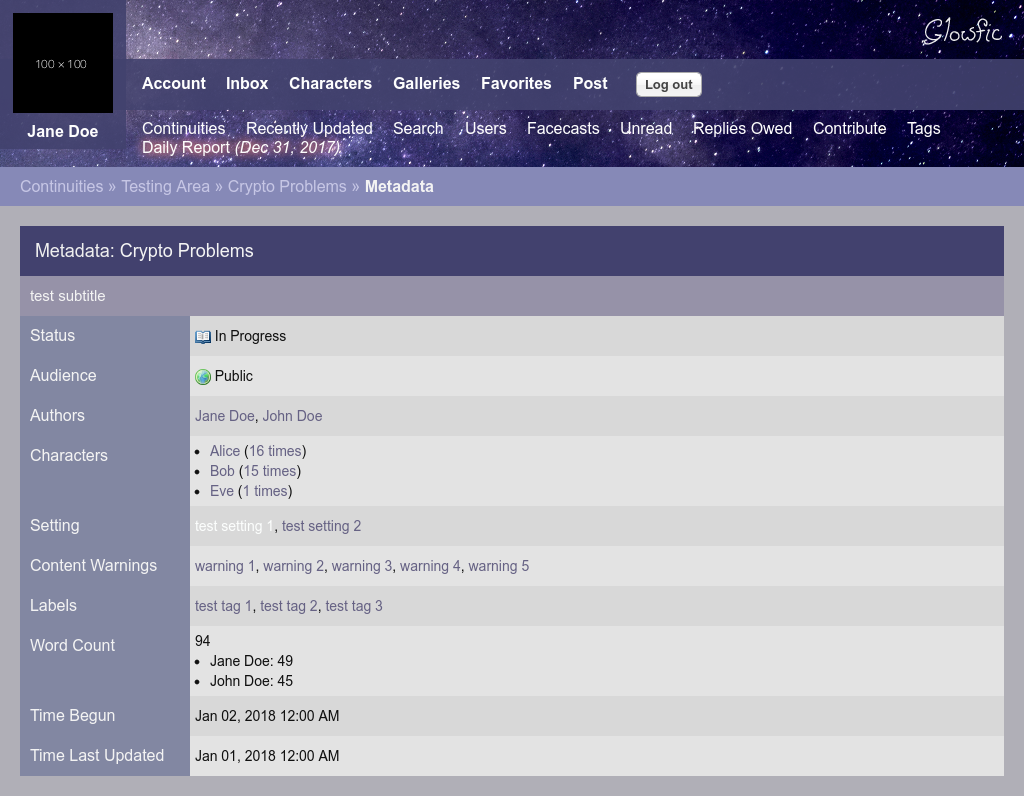 100 × 100
Glowfic
Account Inbox Characters Galleries Favorites Post Log out
Jane Doe
Continuities Recently Updated Search Users Facecasts Unread Replies Owed Contribute Tags
Daily Report (Dec 31, 2017)
Continuities » Testing Area » Crypto Problems » Metadata
Metadata: Crypto Problems
test subtitle
Status In Progress
Audience Public
Authors Jane Doe, John Doe
Characters
• Alice (16 times)
• Bob (15 times)
• Eve (1 times)
Setting test setting 1, test setting 2
Content Warnings warning 1, warning 2, warning 3, warning 4, warning 5
Labels test tag 1, test tag 2, test tag 3
Word Count 94
• Jane Doe: 49
• John Doe: 45
Time Begun Jan 02, 2018 12:00 AM
Time Last Updated Jan 01, 2018 12:00 AM